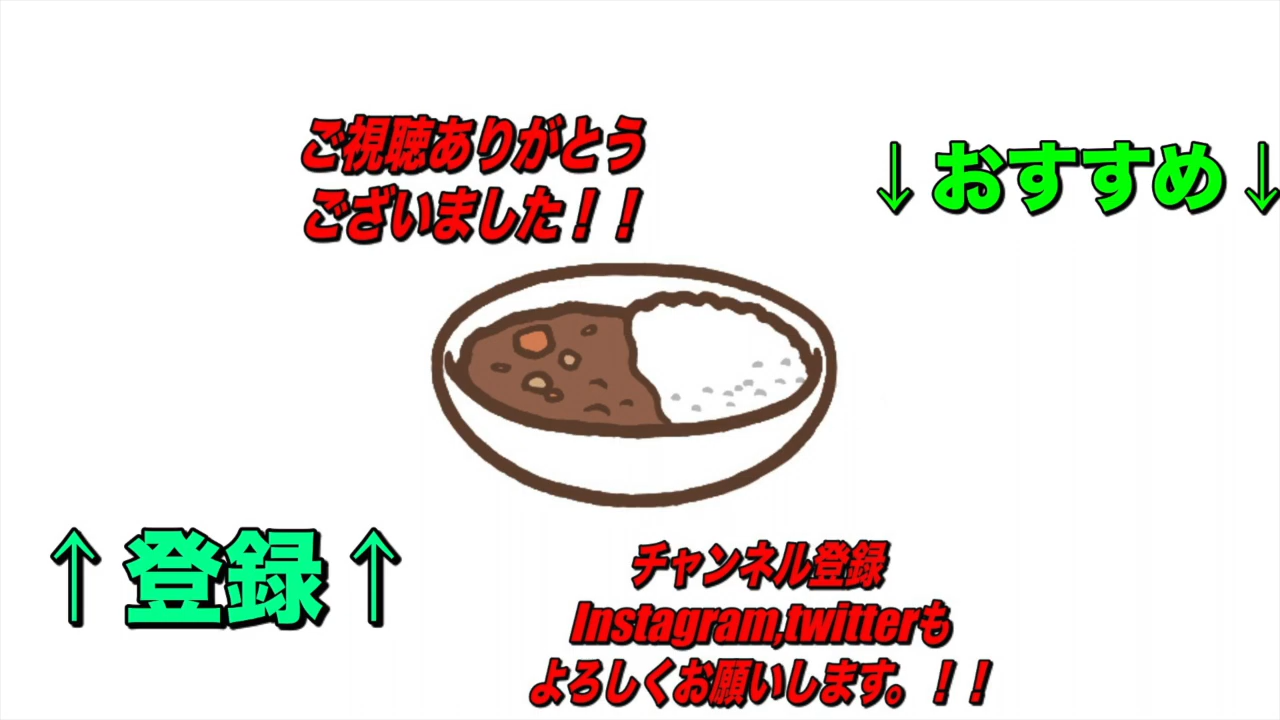 ご視聴ありがとう
ございました！！
↓おすすめ↓
↑登録↑
チャンネル登録
Instagram,twitterも
よろしくお願いします。！！